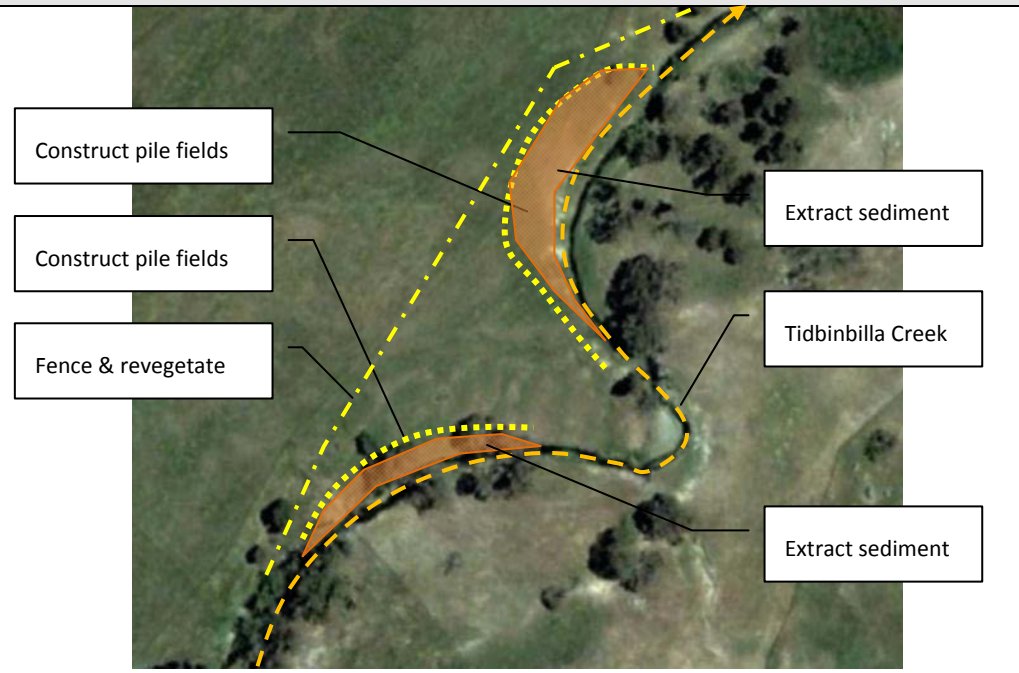 Construct pile fields
Construct pile fields
Fence & revegetate
Extract sediment
Tidbinbilla Creek
Extract sediment